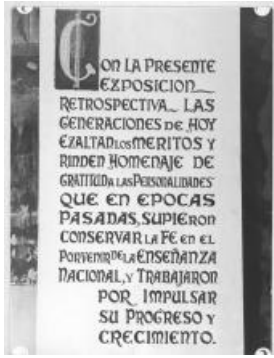 CON LA PRESENTE
EXPOSICION
RETROSPECTIVA LAS
GENERACIONES DE HOY
EXALTAN LOS MERITOS Y
RINDEN HOMENAJE DE
GRATITUD A LAS PERSONALIDADES
QUE EN EPOCAS
PASADAS, SUPIERON
CONSERVAR LA FE EN EL
PORVENIR DE LA ENSEÑANZA
NACIONAL, Y TRABAJARON
POR IMPULSAR
SU PROGRESO Y
CRECIMIENTO.